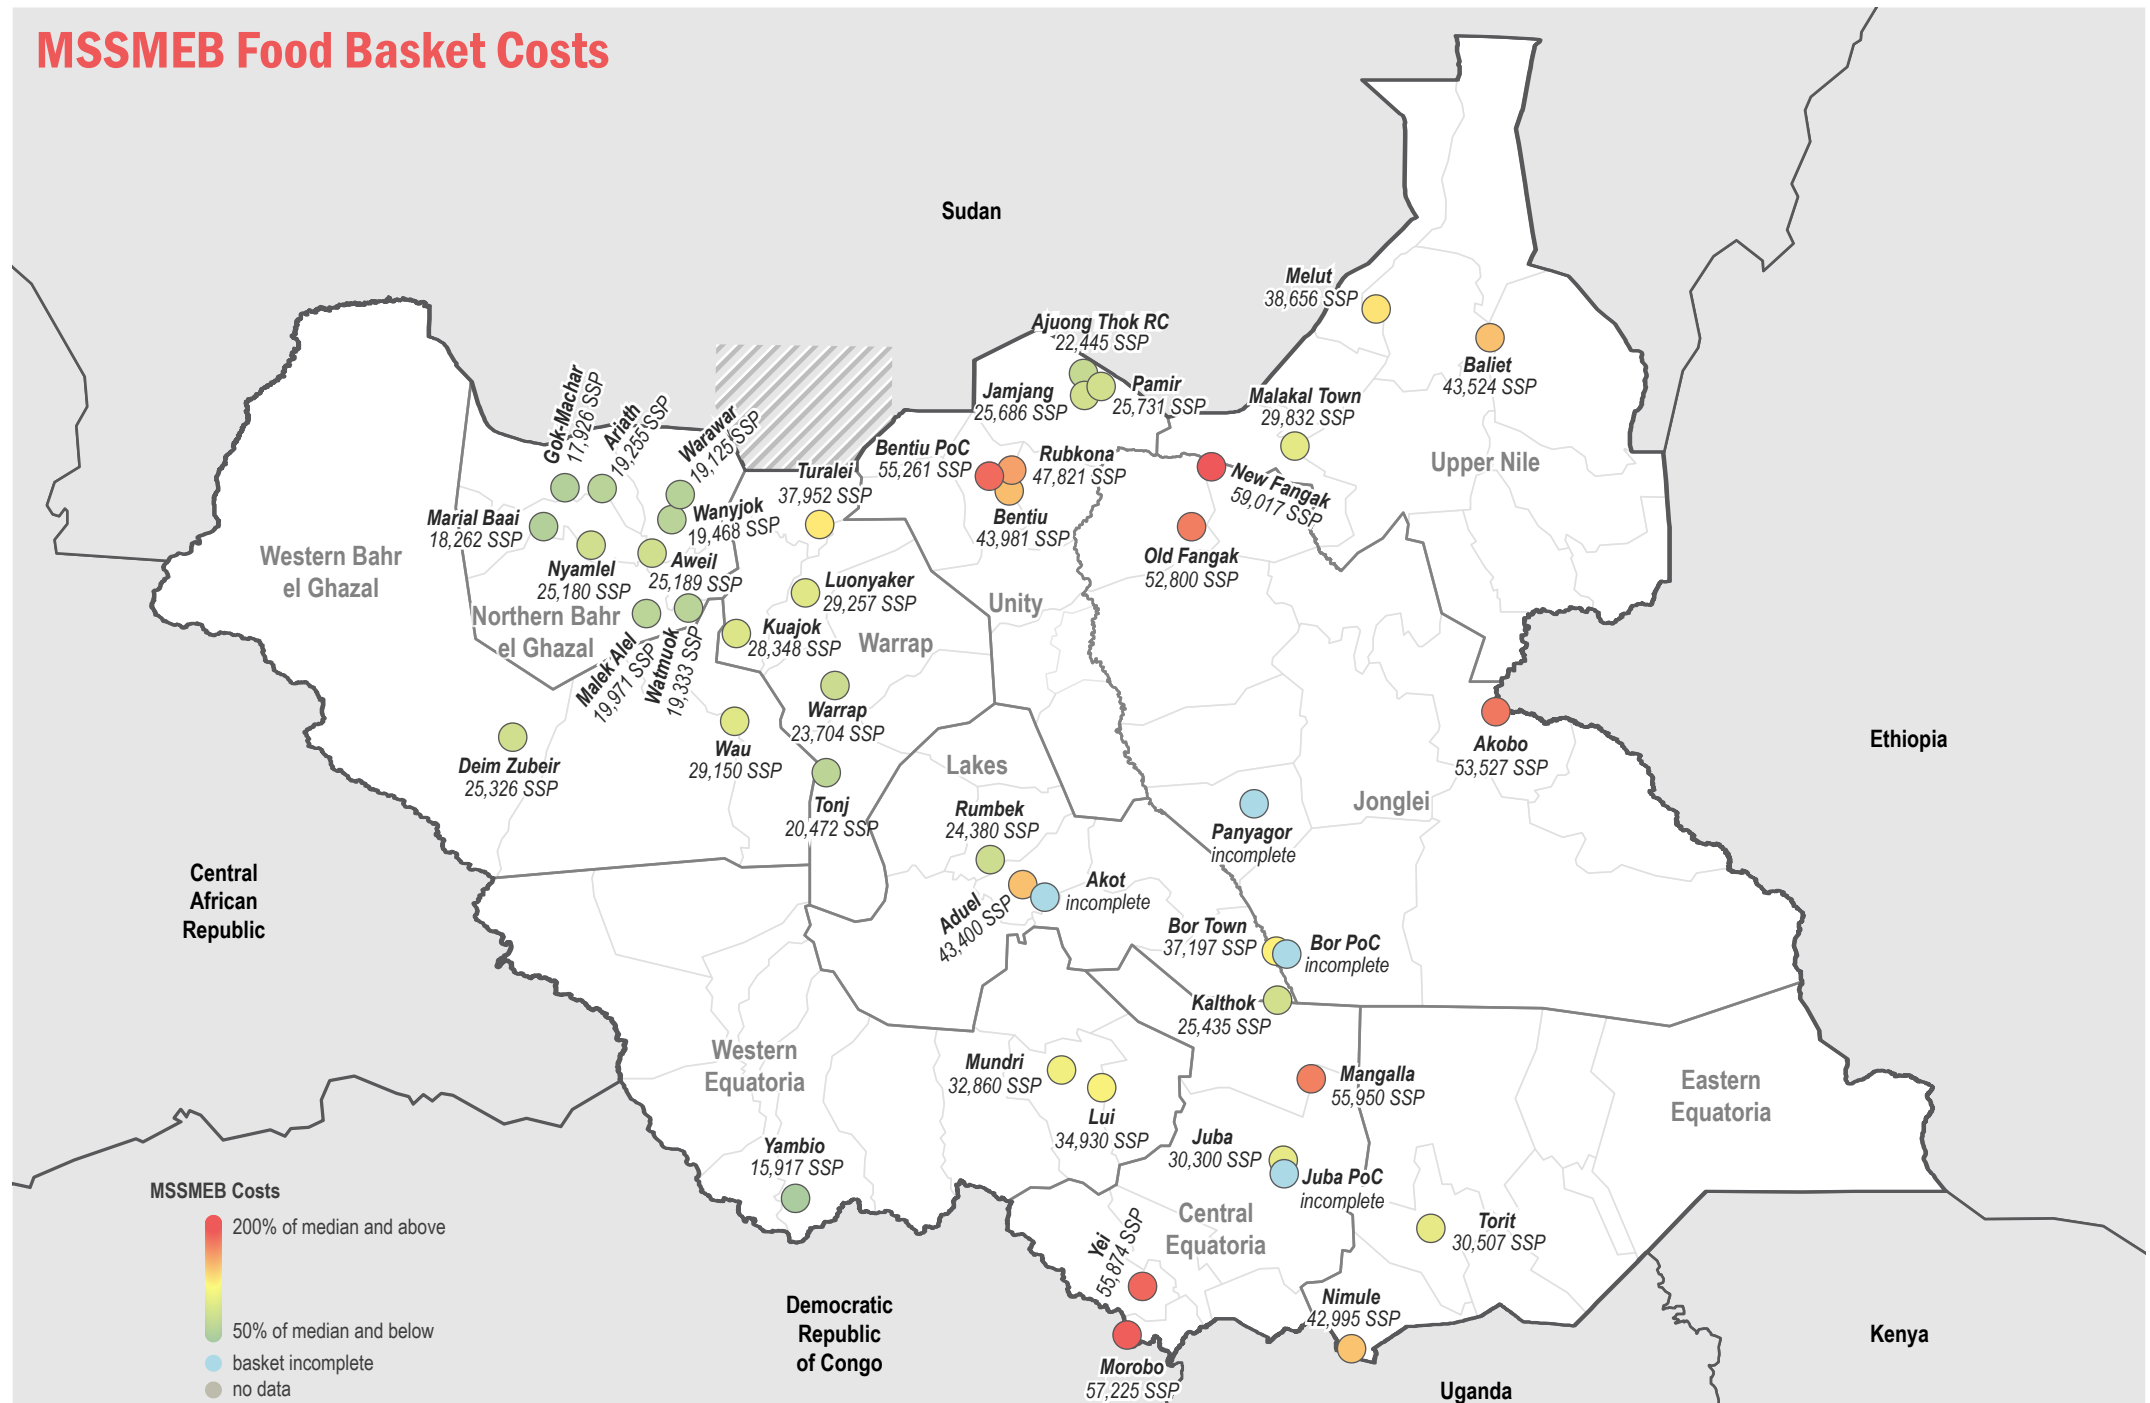 MSSMEB Food Basket Costs
Sudan
Melut
38,656 SSP
Ajuong Thok RC
22,445 SSP
Baliet
43,524 SSP
Jamjang
25,686 SSP
Pamir
25,731 SSP
Malakal Town
29,832 SSP
Gok-Machar
17,926 SSP
Ariath
19,255 SSP
Warawar
19,125 SSP
Turalei
37,952 SSP
Bentiu PoC
55,261 SSP
Rubkona
47,821 SSP
Bentiu
43,981 SSP
New Fangak
59,017 SSP
Upper Nile
Marial Baai
18,262 SSP
Wanyjok
19,468 SSP
Old Fangak
52,800 SSP
Western Bahr
el Ghazal
Nyamlel
25,180 SSP
Aweil
25,189 SSP
Luonyaker
29,257 SSP
Unity
Northern Bahr
el Ghazal
Kuajok
28,348 SSP
Warrap
Malek Alel
19,971 SSP
Watmuok
19,333 SSP
Warrap
23,704 SSP
Wau
29,150 SSP
Deim Zubeir
25,326 SSP
Akobo
53,527 SSP
Ethiopia
Lakes
Tonj
20,472 SSP
Rumbek
24,380 SSP
Jonglei
Panyagor
incomplete
Central
African
Republic
Aduel
43,400 SSP
Akot
incomplete
Bor Town
37,197 SSP
Bor PoC
incomplete
Kalthok
25,435 SSP
Western
Equatoria
Mundri
32,860 SSP
Mangalla
55,950 SSP
Eastern
Equatoria
Lui
34,930 SSP
Juba
30,300 SSP
Juba PoC
incomplete
Yambio
15,917 SSP
Central
Equatoria
Torit
30,507 SSP
Yei
55,874 SSP
Nimule
42,995 SSP
Democratic
Republic
of Congo
Kenya
Morobo
57,225 SSP
Uganda
MSSMEB Costs
200% of median and above
50% of median and below
basket incomplete
no data